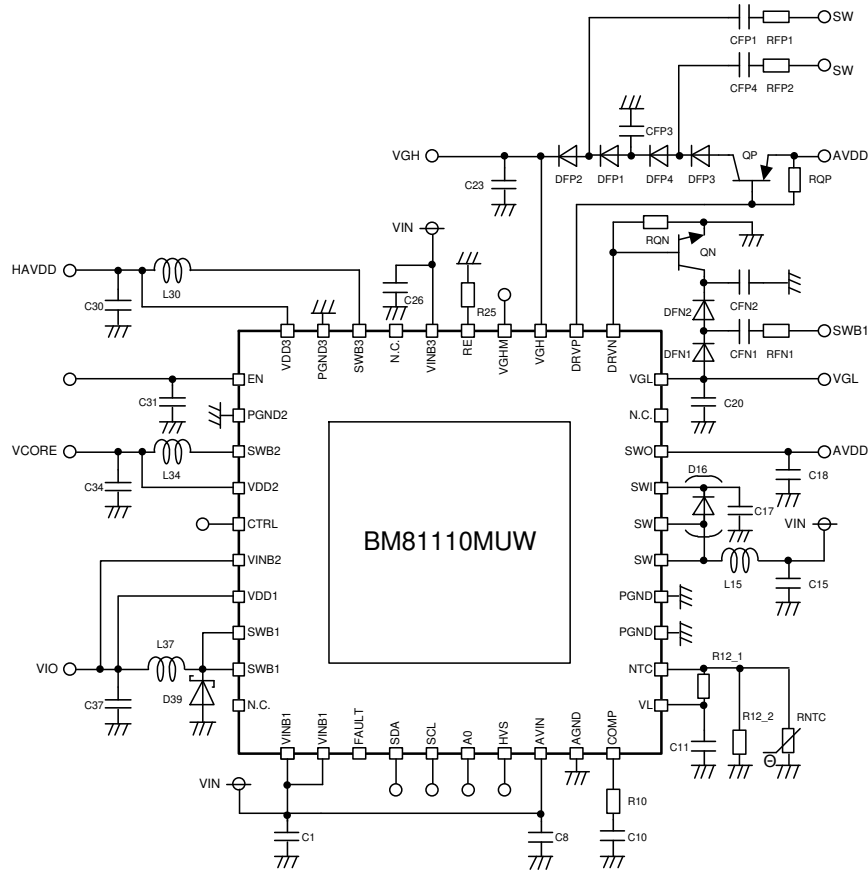 SW
CFP1 RFP1
SW
CFP4 RFP2
CFP3
VGH
QP
AVDD
DFP2 DFP1 DFP4 DFP3
C23
RQP
VIN
RQN
QN
HAVDD
L30
C30
C26
R25
DFN2
CFN2
SWB1
DFN1
CFN1 RFN1
VDD3
PGND3
SWB3
N.C.
VINB3
RE
VGHM
VGH
DRVP
DRVN
EN
VGL
VGL
C31
C20
PGND2
N.C.
VCORE
SWB2
SWO
AVDD
L34
D16
C18
C34
VDD2
SWI
C17
VIN
CTRL
SW
BM81110MUW
VINB2
SW
L15
C15
VDD1
PGND
L37
SWB1
PGND
VIO
SWB1
NTC
R12_1
C37
D39
N.C.
VL
C11
R12_2
RNTC
VINB1
VINB1
FAULT
SDA
SCL
A0
HVS
AVIN
AGND
COMP
VIN
R10
C1
C8
C10